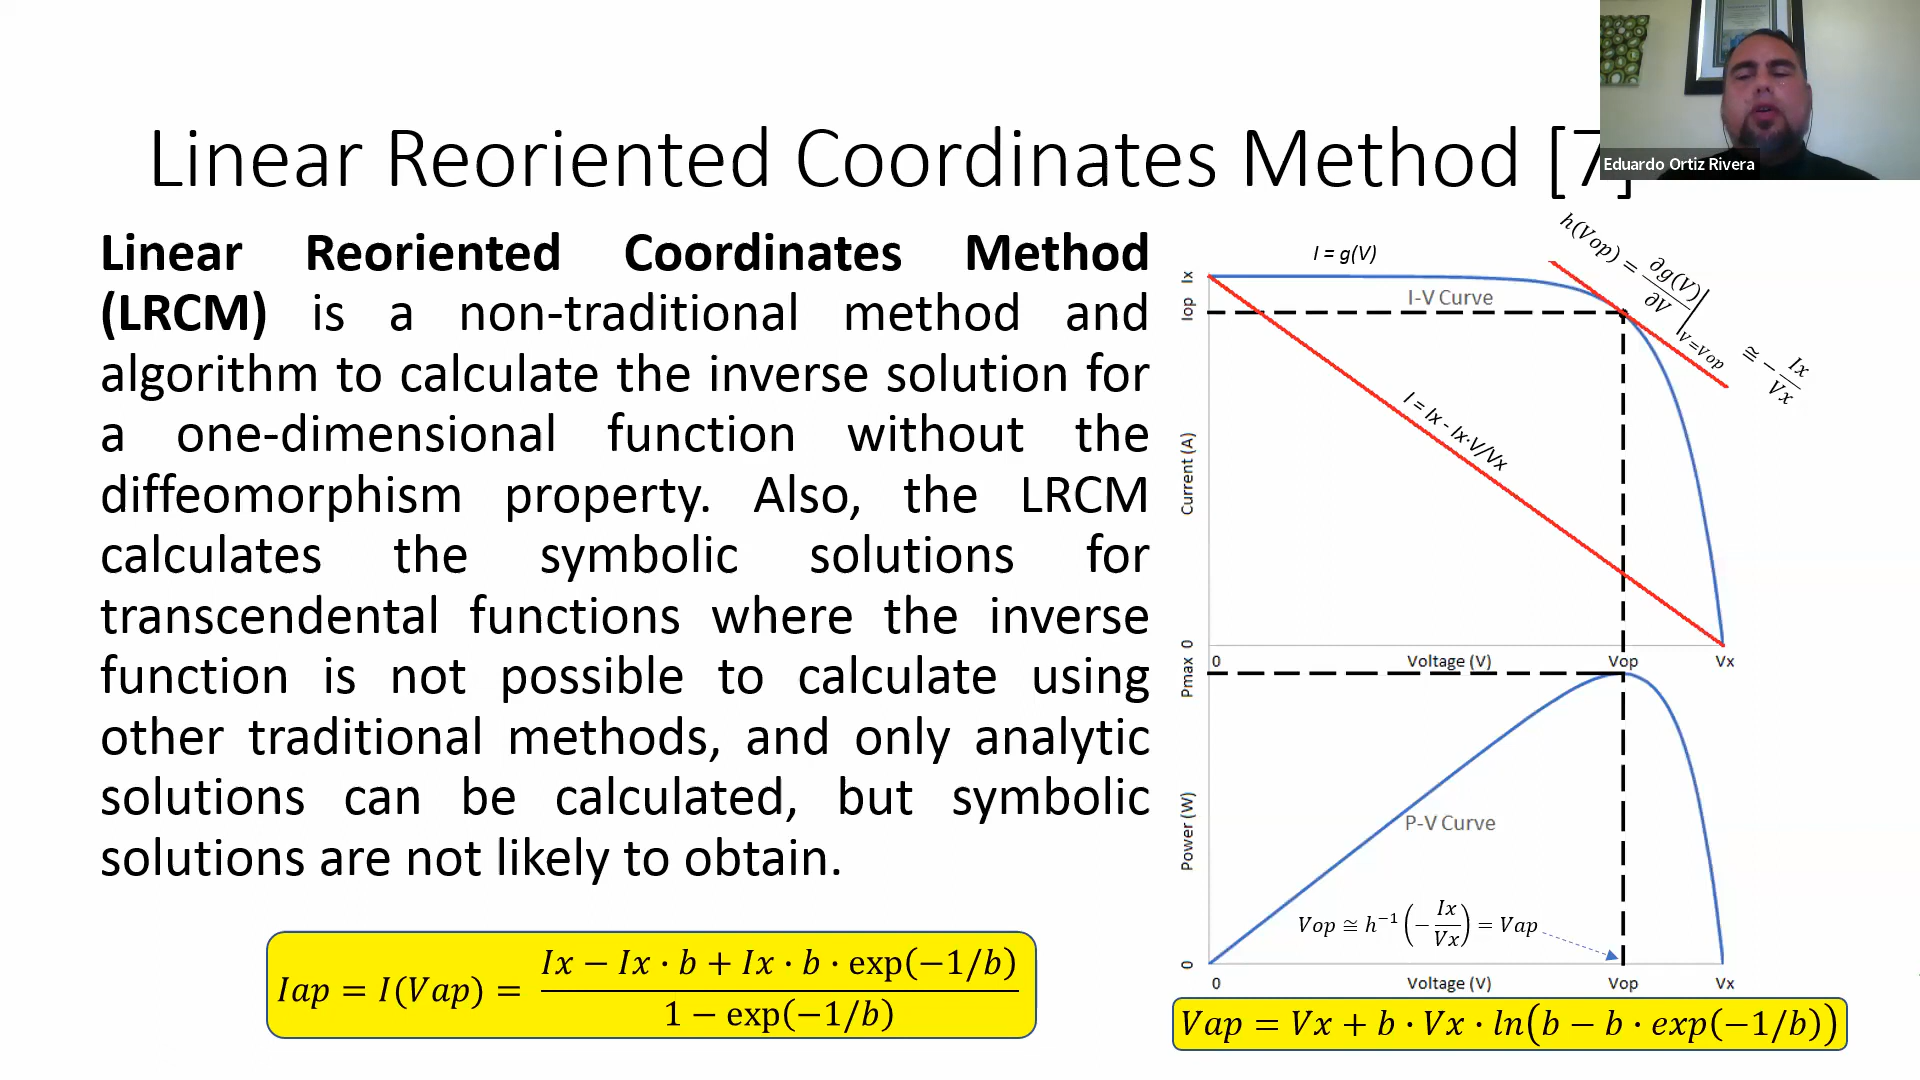 Linear Reoriented Coordinates Method [7]
Eduardo Ortiz Rivera
Linear Reoriented Coordinates Method
(LRCM) is a non-traditional method and
algorithm to calculate the inverse solution for
a one-dimensional function without the
diffeomorphism property. Also, the LRCM
calculates the symbolic solutions for
transcendental functions where the inverse
function is not possible to calculate using
other traditional methods, and only analytic
solutions can be calculated, but symbolic
solutions are not likely to obtain.
Iap = I(Vap) = (Ix − Ix · b + Ix · b · exp(−1/b)) / (1 − exp(−1/b))
I = g(V)
h(Vop) = ∂g(V)/∂V |V=Vop ≅ − Ix/Vx
Ix
Iop
I-V Curve
I = Ix - Ix·V/Vx
Current (A)
0
0 Voltage (V) Vop Vx
Pmax
P-V Curve
Power (W)
Vop ≅ h⁻¹ (− Ix/Vx) = Vap
0
0 Voltage (V) Vop Vx
Vap = Vx + b · Vx · ln(b − b · exp(−1/b))